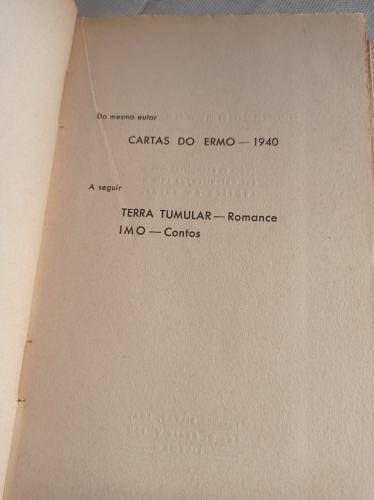 Do mesmo autor
CARTAS DO ERMO — 1940
A seguir
TERRA TUMULAR — Romance
IMO — Contos